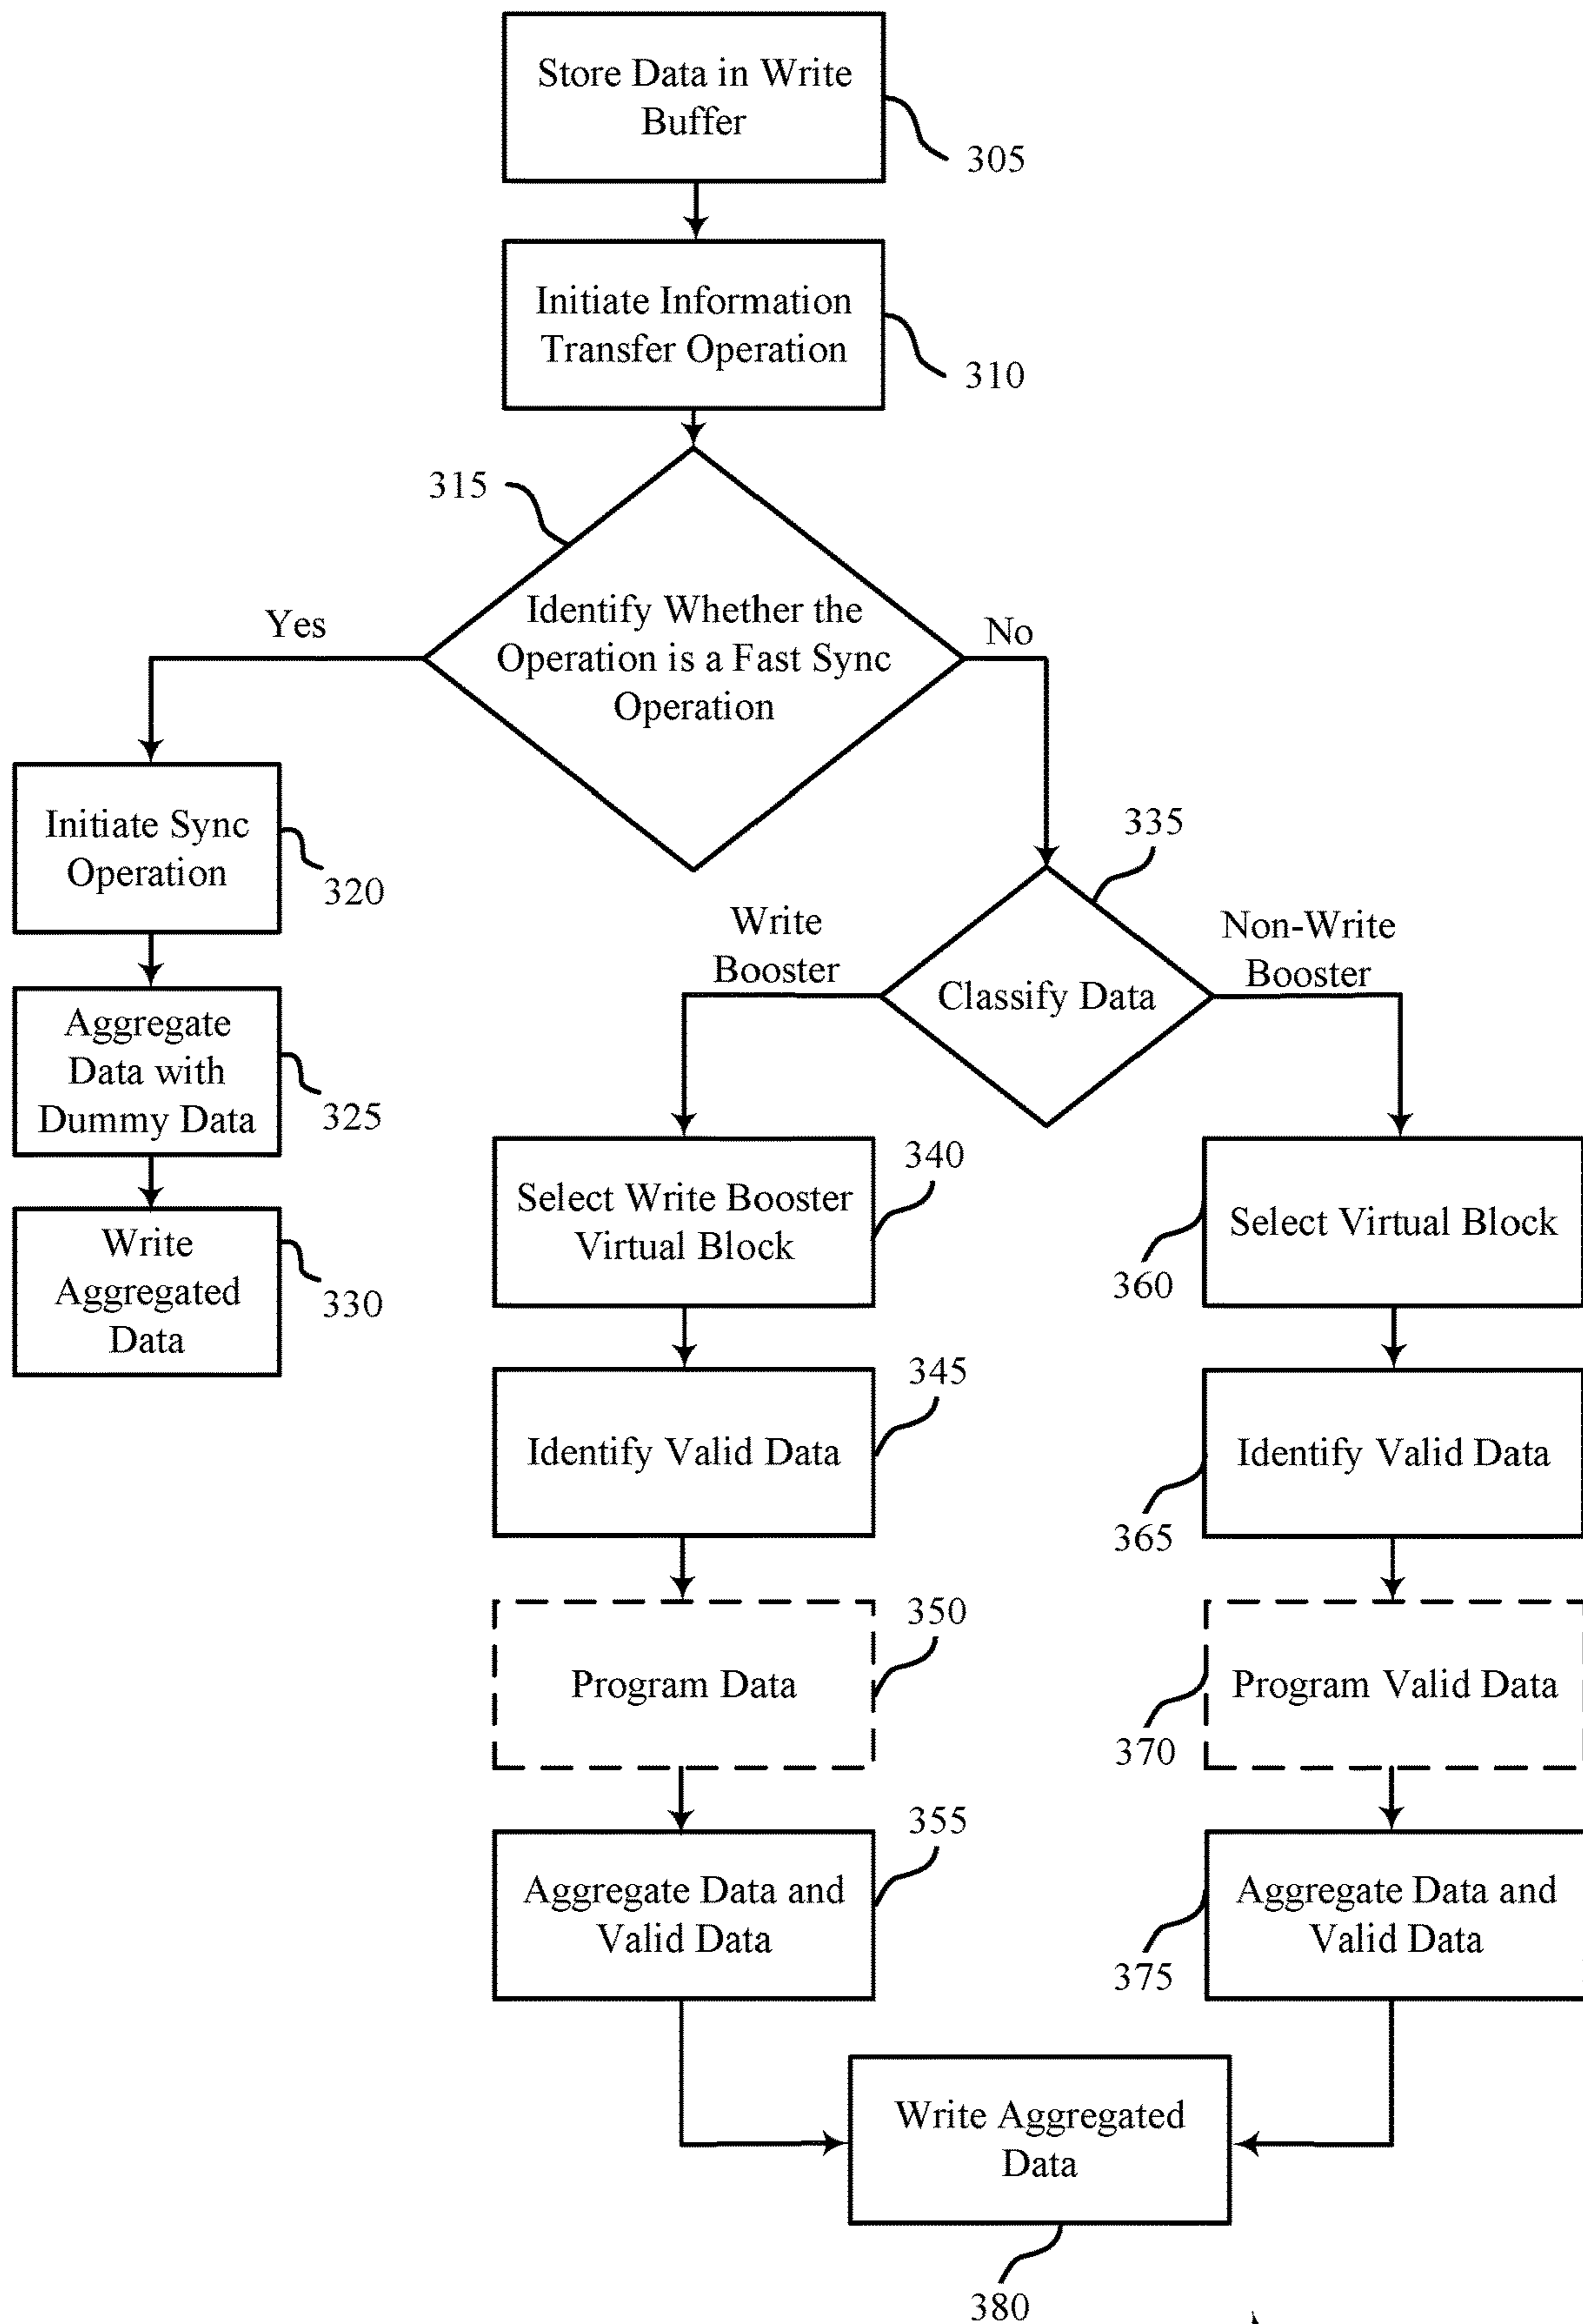 Store Data in Write
Buffer
305
Initiate Information
Transfer Operation
310
315
Identify Whether the
Operation is a Fast Sync
Operation
Yes
No
Initiate Sync
Operation
320
335
Write
Booster
Non-Write
Booster
Classify Data
Aggregate
Data with
Dummy Data
325
Write
Aggregated
Data
330
340
Select Write Booster
Virtual Block
Select Virtual Block
360
345
Identify Valid Data
Identify Valid Data
365
350
Program Data
Program Valid Data
370
355
Aggregate Data and
Valid Data
Aggregate Data and
Valid Data
375
Write Aggregated
Data
380